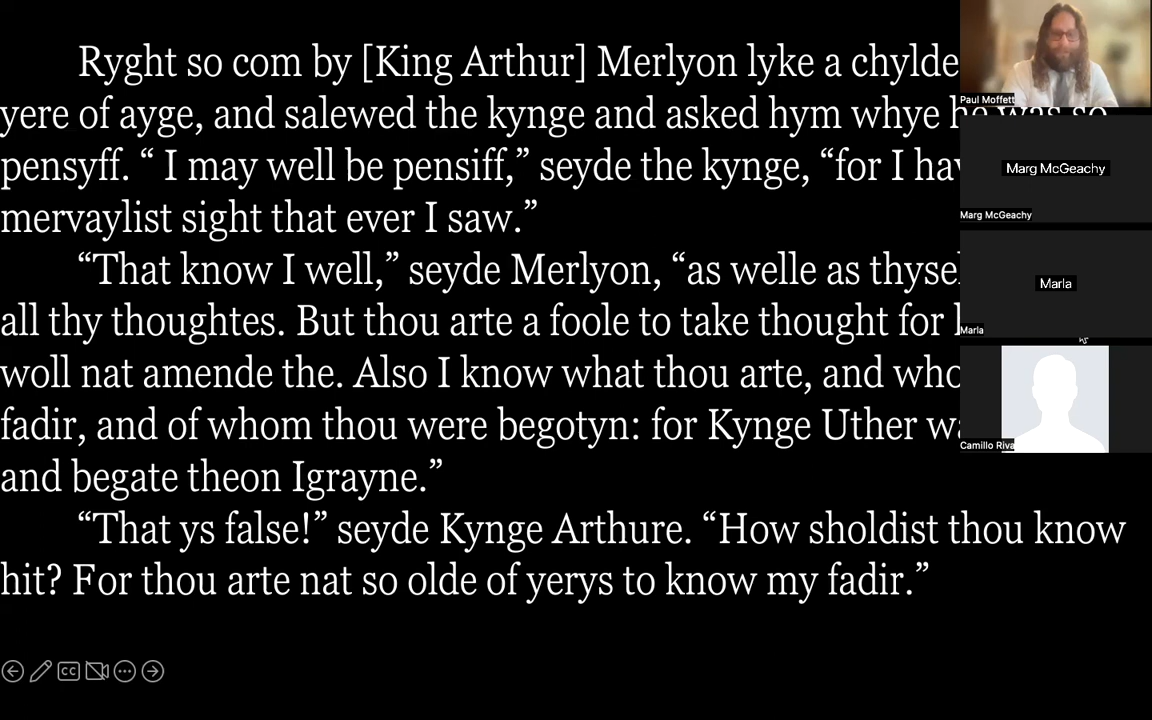 Ryght so com by [King Arthur] Merlyon lyke a chylde
yere of ayge, and salewed the kynge and asked hym whye he was so
pensyff. “ I may well be pensiff,” seyde the kynge, “for I
mervaylist sight that ever I saw.”
“That know I well,” seyde Merlyon, “as welle as
all thy thoughtes. But thou arte a foole to take thought for
woll nat amende the. Also I know what thou arte, and
fadir, and of whom thou were begotyn: for Kynge Uther
and begate theon Igrayne.”
“That ys false!” seyde Kynge Arthure. “How sholdist thou know
hit? For thou arte nat so olde of yerys to know my fadir.”
Paul Moffett
Marg McGeachy
Marg McGeachy
Marla
Marla
Camillo Riva
CC